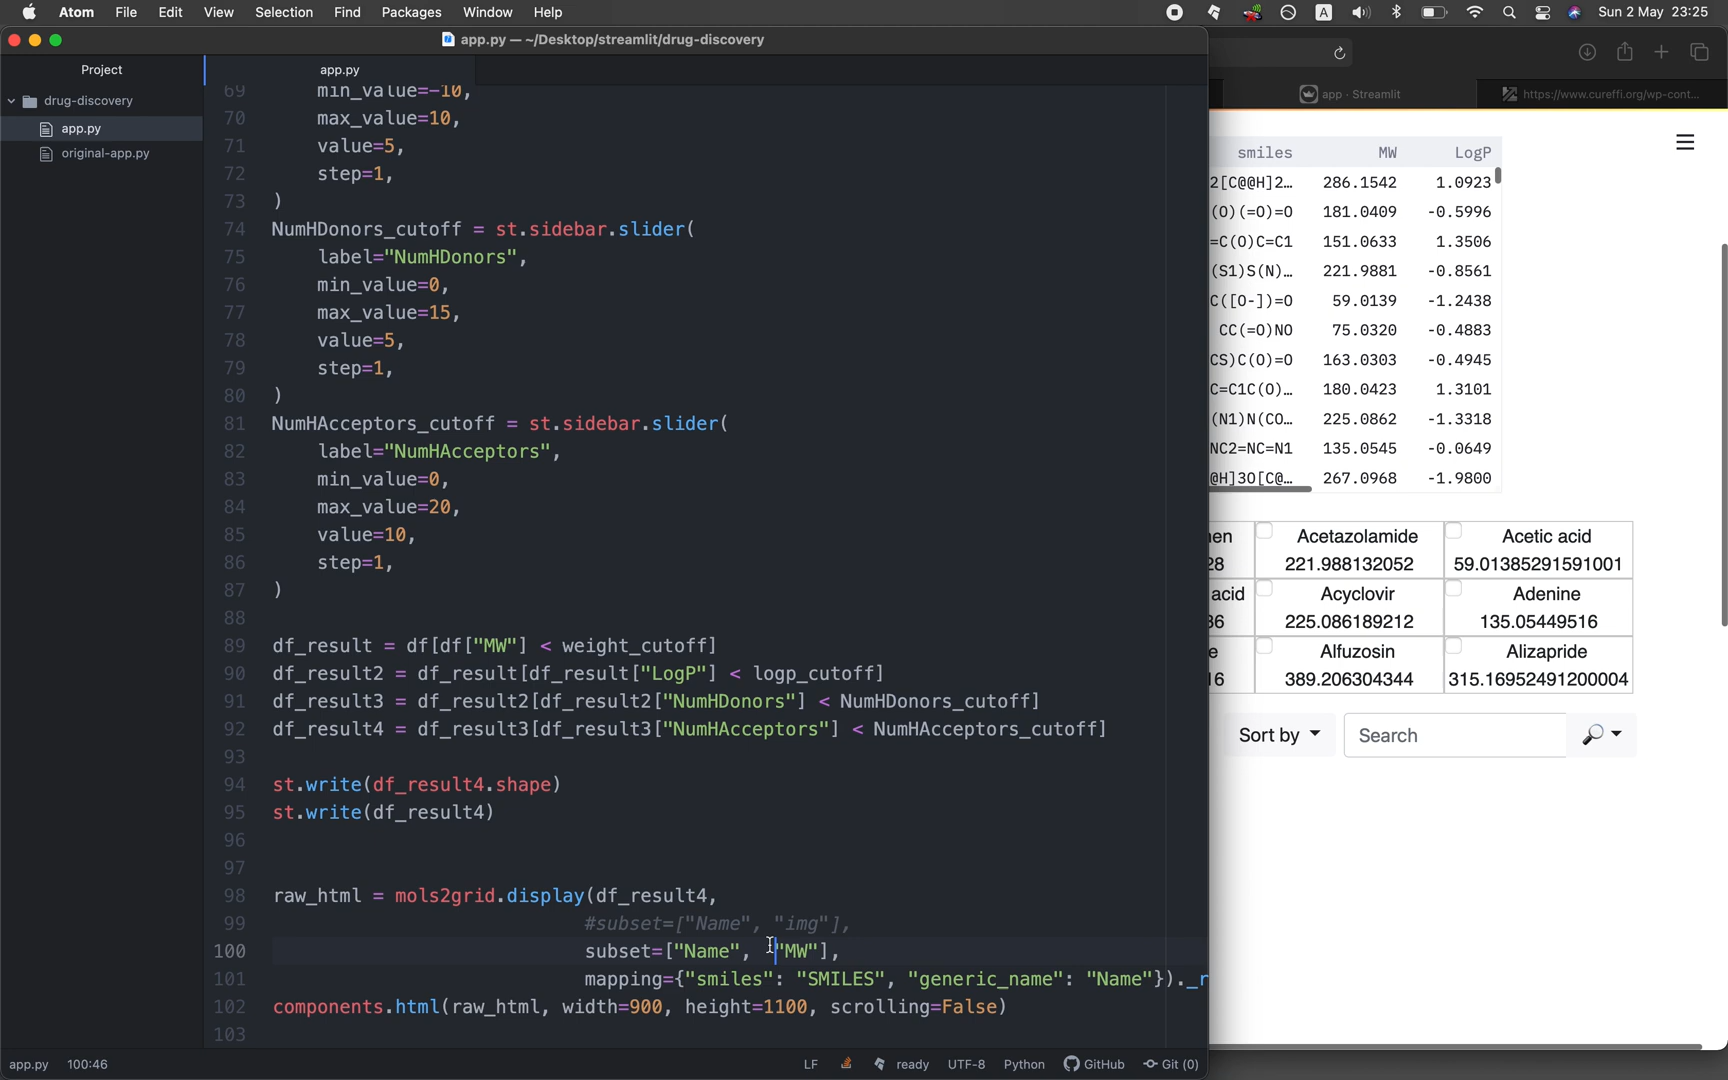 Atom File Edit View Selection Find Packages Window Help A Sun 2 May 23:25
app.py — ~/Desktop/streamlit/drug-discovery
Project
drug-discovery
app.py
original-app.py
app.py
69 min_value=-10,
70 max_value=10,
71 value=5,
72 step=1,
73 )
74 NumHDonors_cutoff = st.sidebar.slider(
75 label="NumHDonors",
76 min_value=0,
77 max_value=15,
78 value=5,
79 step=1,
80 )
81 NumHAcceptors_cutoff = st.sidebar.slider(
82 label="NumHAcceptors",
83 min_value=0,
84 max_value=20,
85 value=10,
86 step=1,
87 )
88
89 df_result = df[df["MW"] < weight_cutoff]
90 df_result2 = df_result[df_result["LogP"] < logp_cutoff]
91 df_result3 = df_result2[df_result2["NumHDonors"] < NumHDonors_cutoff]
92 df_result4 = df_result3[df_result3["NumHAcceptors"] < NumHAcceptors_cutoff]
93
94 st.write(df_result4.shape)
95 st.write(df_result4)
96
97
98 raw_html = mols2grid.display(df_result4,
99 #subset=["Name", "img"],
100 subset=["Name", "MW"],
101 mapping={"smiles": "SMILES", "generic_name": "Name"})._r
102 components.html(raw_html, width=900, height=1100, scrolling=False)
103
app.py 100:46 LF ready UTF-8 Python GitHub Git (0)
app · Streamlit https://www.cureffi.org/wp-cont...
smiles MW LogP
2[C@@H]2… 286.1542 1.0923
(O)(=O)=O 181.0409 -0.5996
=C(O)C=C1 151.0633 1.3506
(S1)S(N)… 221.9881 -0.8561
C([O-])=O 59.0139 -1.2438
CC(=O)NO 75.0320 -0.4883
CS)C(O)=O 163.0303 -0.4945
C=C1C(O)… 180.0423 1.3101
(N1)N(CO… 225.0862 -1.3318
NC2=NC=N1 135.0545 -0.0649
@H]3O[C@… 267.0968 -1.9800
en Acetazolamide Acetic acid
28 221.988132052 59.01385291591001
acid Acyclovir Adenine
36 225.086189212 135.05449516
e Alfuzosin Alizapride
16 389.206304344 315.16952491200004
Sort by Search